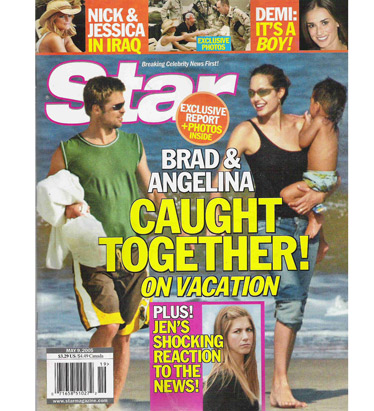 NICK &
JESSICA
IN IRAQ
EXCLUSIVE
PHOTOS
DEMI:
IT'S A
BOY!
Breaking Celebrity News First!
Star
EXCLUSIVE
REPORT
+PHOTOS
INSIDE
BRAD &
ANGELINA
CAUGHT
TOGETHER!
ON VACATION
PLUS!
JEN'S
SHOCKING
REACTION
TO THE
NEWS!
MAY 9, 2005
$3.29 US/ $4.49 Canada
19>
www.starmagazine.com